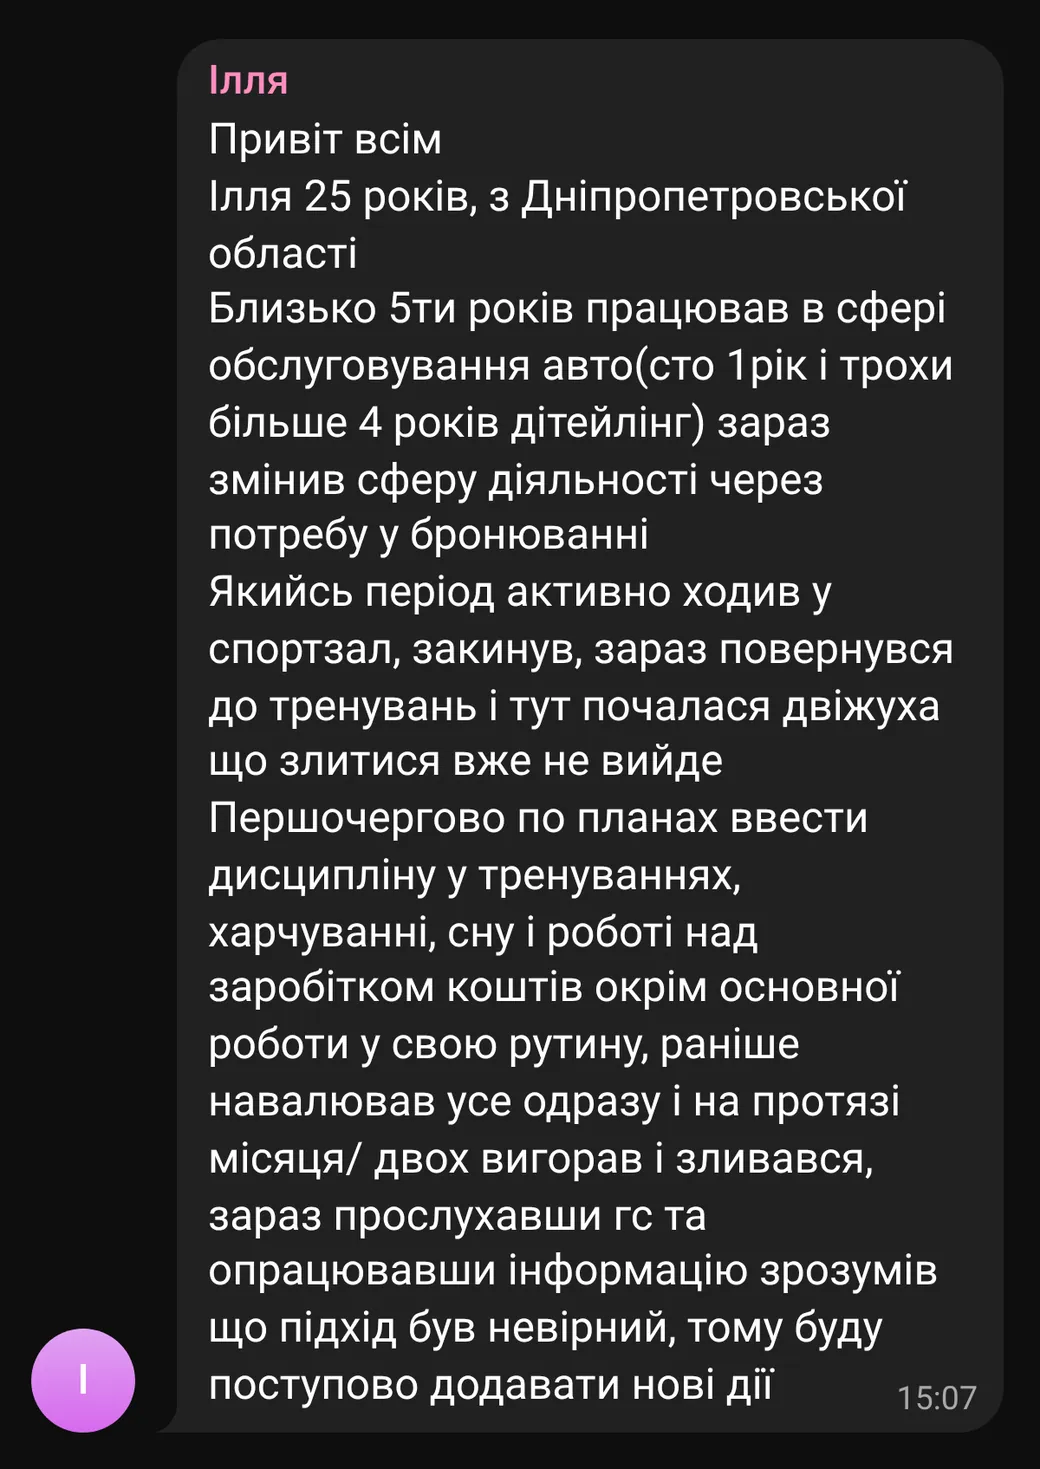 Ілля
Привіт всім
Ілля 25 років, з Дніпропетровської
області
Близько 5ти років працював в сфері
обслуговування авто(сто 1рік і трохи
більше 4 років дітейлінг) зараз
змінив сферу діяльності через
потребу у бронюванні
Якийсь період активно ходив у
спортзал, закинув, зараз повернувся
до тренувань і тут почалася двіжуха
що злитися вже не вийде
Першочергово по планах ввести
дисципліну у тренуваннях,
харчуванні, сну і роботі над
заробітком коштів окрім основної
роботи у свою рутину, раніше
навалював усе одразу і на протязі
місяця/ двох вигорав і зливався,
зараз прослухавши гс та
опрацювавши інформацію зрозумів
що підхід був невірний, тому буду
поступово додавати нові дії
15:07
І